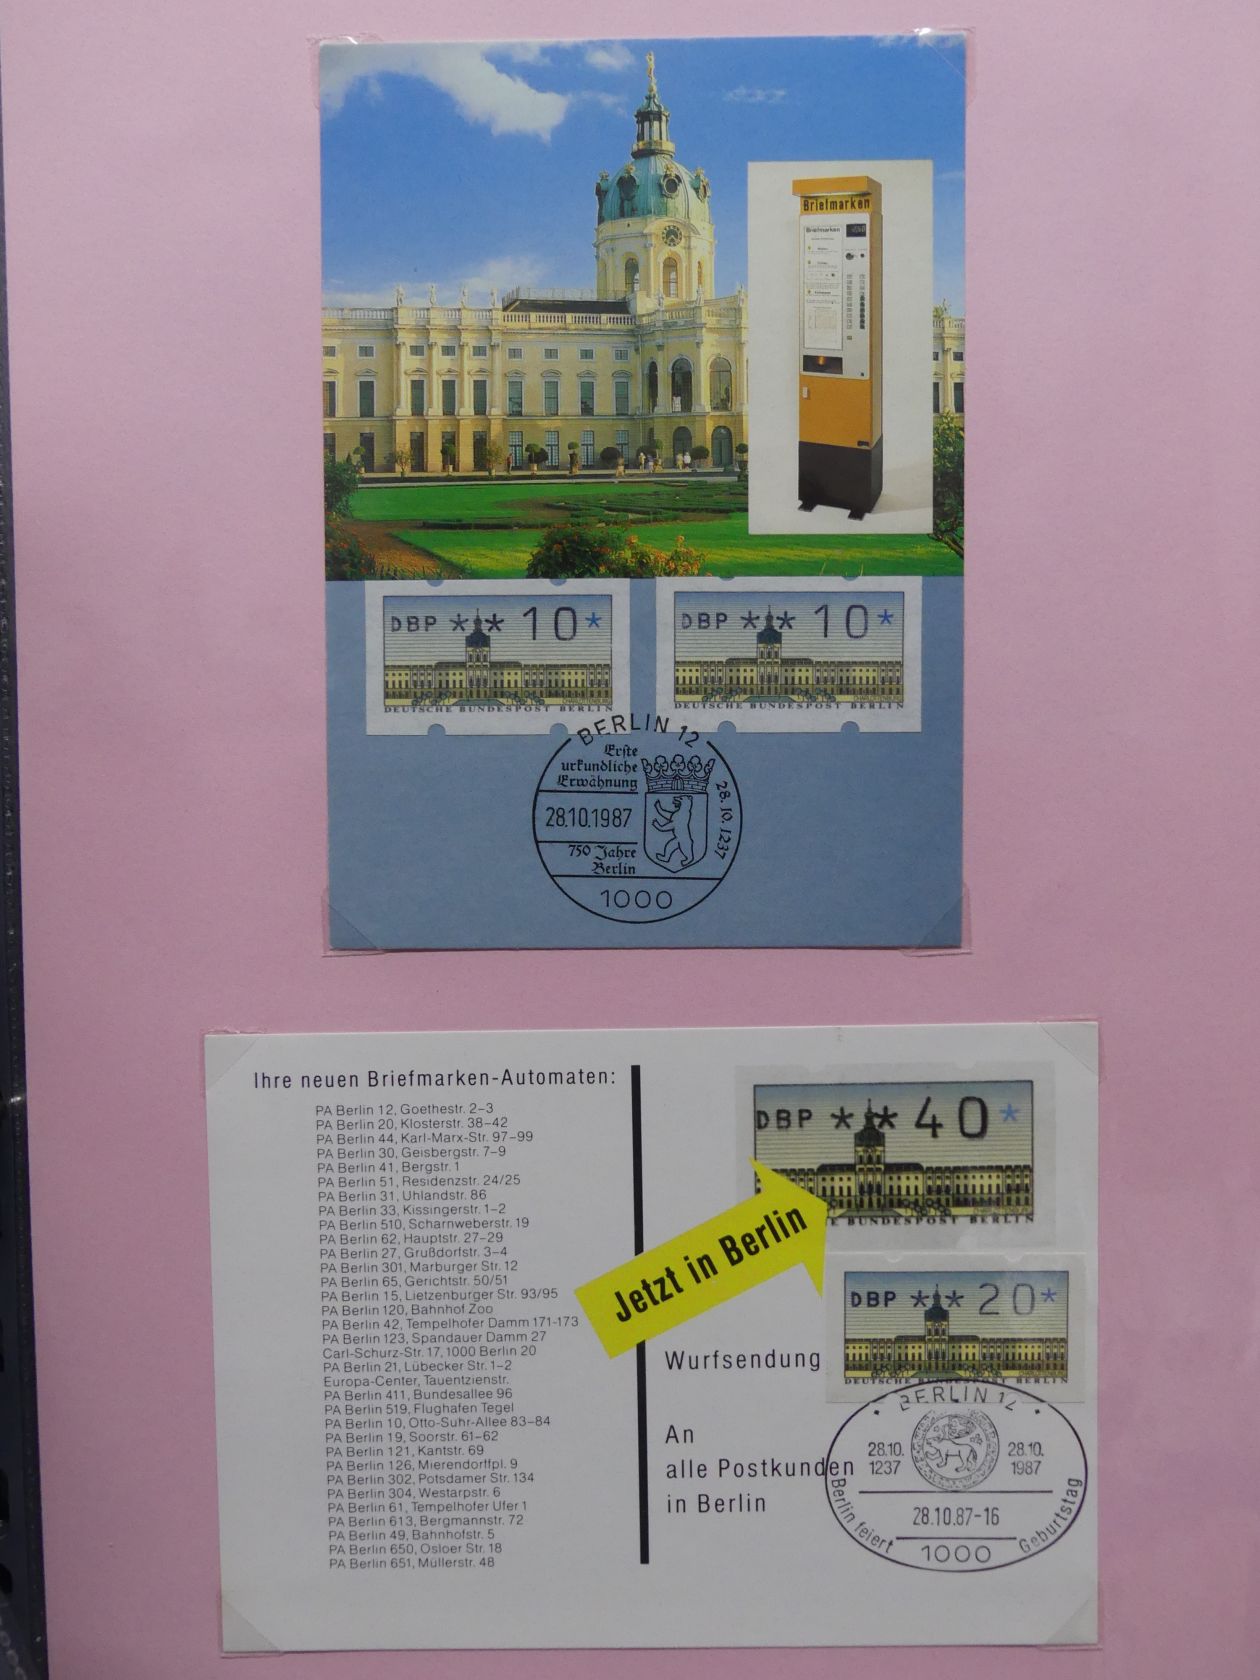 Briefmarken
Briefmarken
DBP ** 10*
CHARLOTTENBURG
DEUTSCHE BUNDESPOST BERLIN
DBP ** 10*
CHARLOTTENBURG
DEUTSCHE BUNDESPOST BERLIN
BERLIN 12
Erste
urkundliche
Erwähnung
28.10.1987
28.10.1237
750 Jahre
Berlin
1000
Ihre neuen Briefmarken-Automaten:
PA Berlin 12, Goethestr. 2–3
PA Berlin 20, Klosterstr. 38–42
PA Berlin 44, Karl-Marx-Str. 97–99
PA Berlin 30, Geisbergstr. 7–9
PA Berlin 41, Bergstr. 1
PA Berlin 51, Residenzstr. 24/25
PA Berlin 31, Uhlandstr. 86
PA Berlin 33, Kissingerstr. 1–2
PA Berlin 510, Scharnweberstr. 19
PA Berlin 62, Hauptstr. 27–29
PA Berlin 27, Grußdorfstr. 3–4
PA Berlin 301, Marburger Str. 12
PA Berlin 65, Gerichtstr. 50/51
PA Berlin 15, Lietzenburger Str. 93/95
PA Berlin 120, Bahnhof Zoo
PA Berlin 42, Tempelhofer Damm 171-173
PA Berlin 123, Spandauer Damm 27
Carl-Schurz-Str. 17, 1000 Berlin 20
PA Berlin 21, Lübecker Str. 1–2
Europa-Center, Tauentzienstr.
PA Berlin 411, Bundesallee 96
PA Berlin 519, Flughafen Tegel
PA Berlin 10, Otto-Suhr-Allee 83–84
PA Berlin 19, Soorstr. 61–62
PA Berlin 121, Kantstr. 69
PA Berlin 126, Mierendorffpl. 9
PA Berlin 302, Potsdamer Str. 134
PA Berlin 304, Westarpstr. 6
PA Berlin 61, Tempelhofer Ufer 1
PA Berlin 613, Bergmannstr. 72
PA Berlin 49, Bahnhofstr. 5
PA Berlin 650, Osloer Str. 18
PA Berlin 651, Müllerstr. 48
DBP ** 40*
CHARLOTTENBURG
E BUNDESPOST BERLIN
Jetzt in Berlin
DBP ** 20*
CHARLOTTENBURG
DEUTSCHE BUNDESPOST BERLIN
Wurfsendung
An
alle Postkunden
in Berlin
BERLIN 12
28.10.
1237
28.10.
1987
28.10.87-16
Berlin feiert Geburtstag
1000